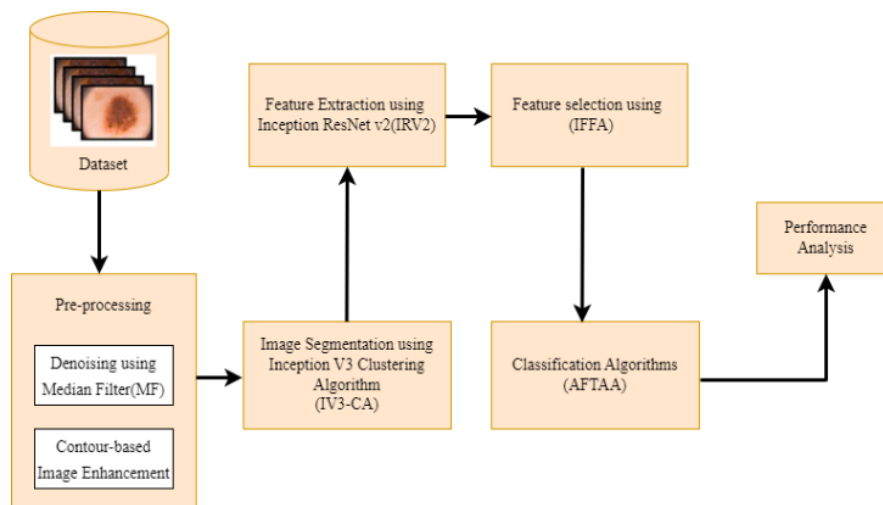 Dataset
Pre-processing
Denoising using
Median Filter(MF)
Contour-based
Image Enhancement
Image Segmentation using
Inception V3 Clustering
Algorithm
(IV3-CA)
Feature Extraction using
Inception ResNet v2(IRV2)
Feature selection using
(IFFA)
Classification Algorithms
(AFTAA)
Performance
Analysis